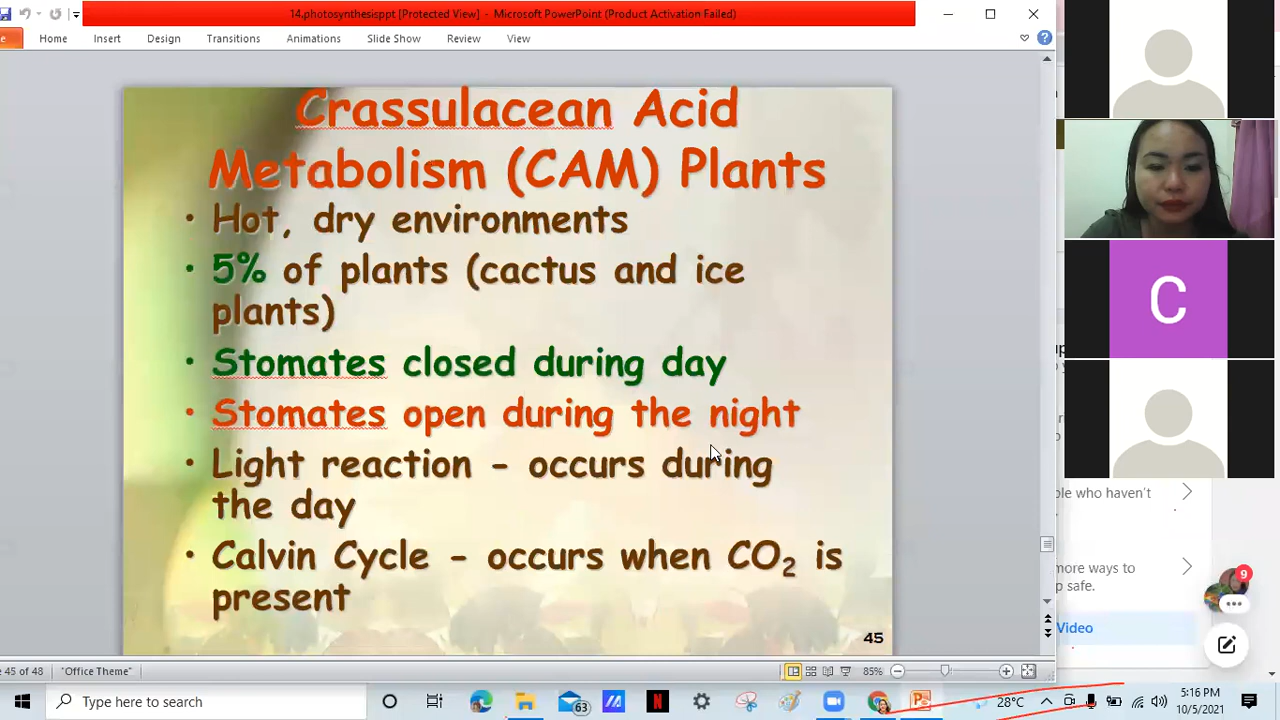 14.photosynthesisppt [Protected View] - Microsoft PowerPoint (Product Activation Failed)
e Home Insert Design Transitions Animations Slide Show Review View
Crassulacean Acid
Metabolism (CAM) Plants
• Hot, dry environments
• 5% of plants (cactus and ice
plants)
• Stomates closed during day
• Stomates open during the night
• Light reaction – occurs during
the day
• Calvin Cycle – occurs when CO₂ is
present
45
C
ple who haven't
more ways to
p safe.
9
Video
e 45 of 48 "Office Theme" 85%
Type here to search
63
28°C
5:16 PM
10/5/2021